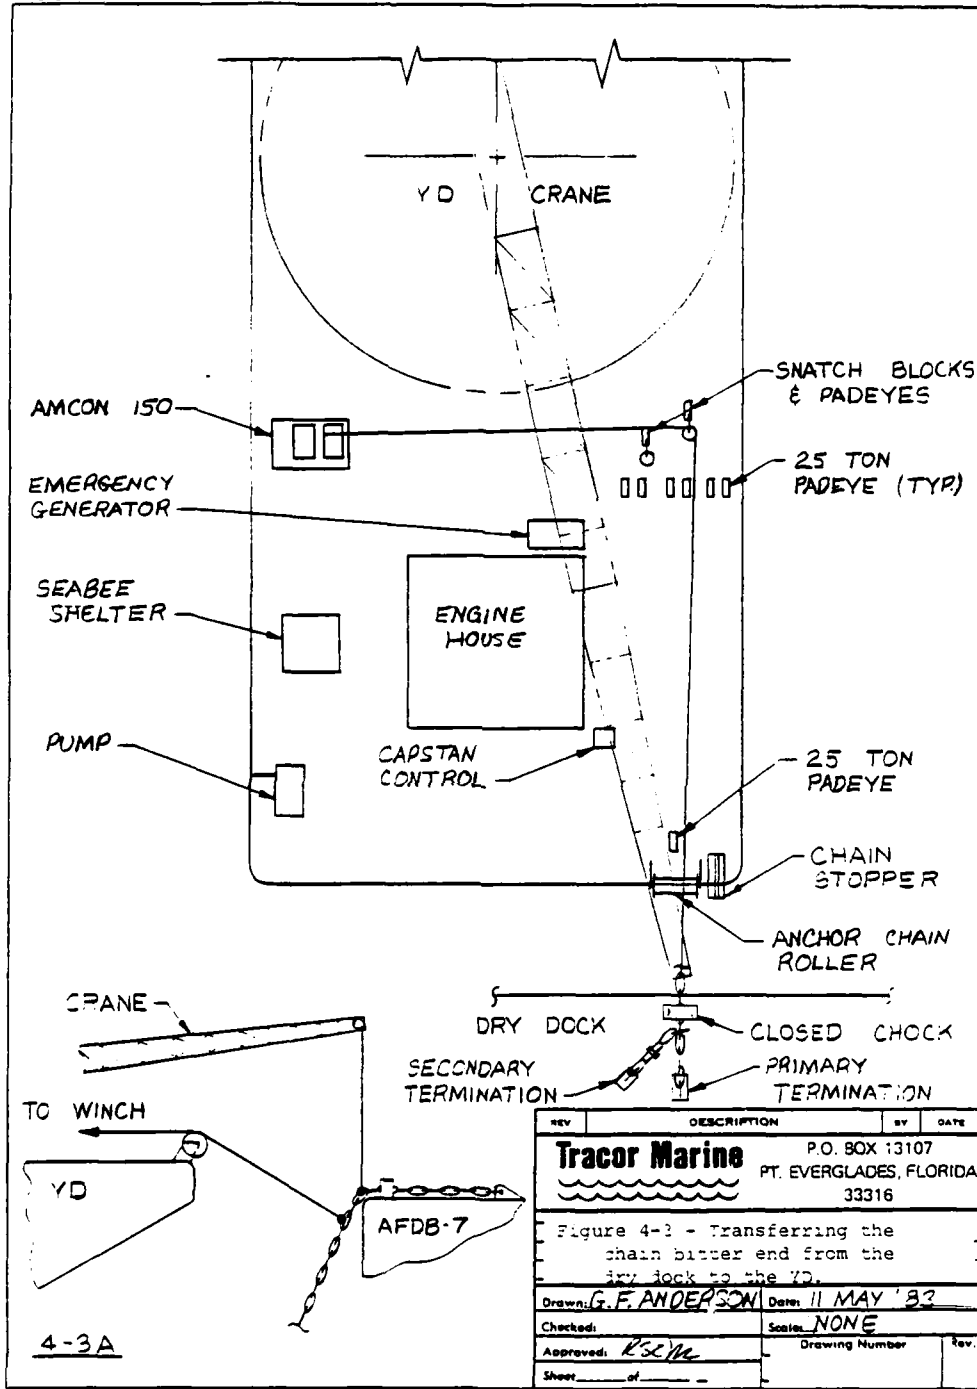 YD CRANE
SNATCH BLOCKS
& PADEYES
AMCON 150
25 TON
PADEYE (TYP.)
EMERGENCY
GENERATOR
SEABEE
SHELTER
ENGINE
HOUSE
PUMP
CAPSTAN
CONTROL
25 TON
PADEYE
CHAIN
STOPPER
ANCHOR CHAIN
ROLLER
CRANE
DRY DOCK
CLOSED CHOCK
SECONDARY
TERMINATION
PRIMARY
TERMINATION
TO WINCH
YD
AFDB-7
4-3A
REV DESCRIPTION BY DATE
Tracor Marine
P.O. BOX 13107
PT. EVERGLADES, FLORIDA
33316
Figure 4-3 - Transferring the
chain bitter end from the
dry dock to the YD.
Drawn: G.F. ANDERSON Date: 11 MAY '83
Checked: Scale: NONE
Approved: Drawing Number Rev.
Sheet of